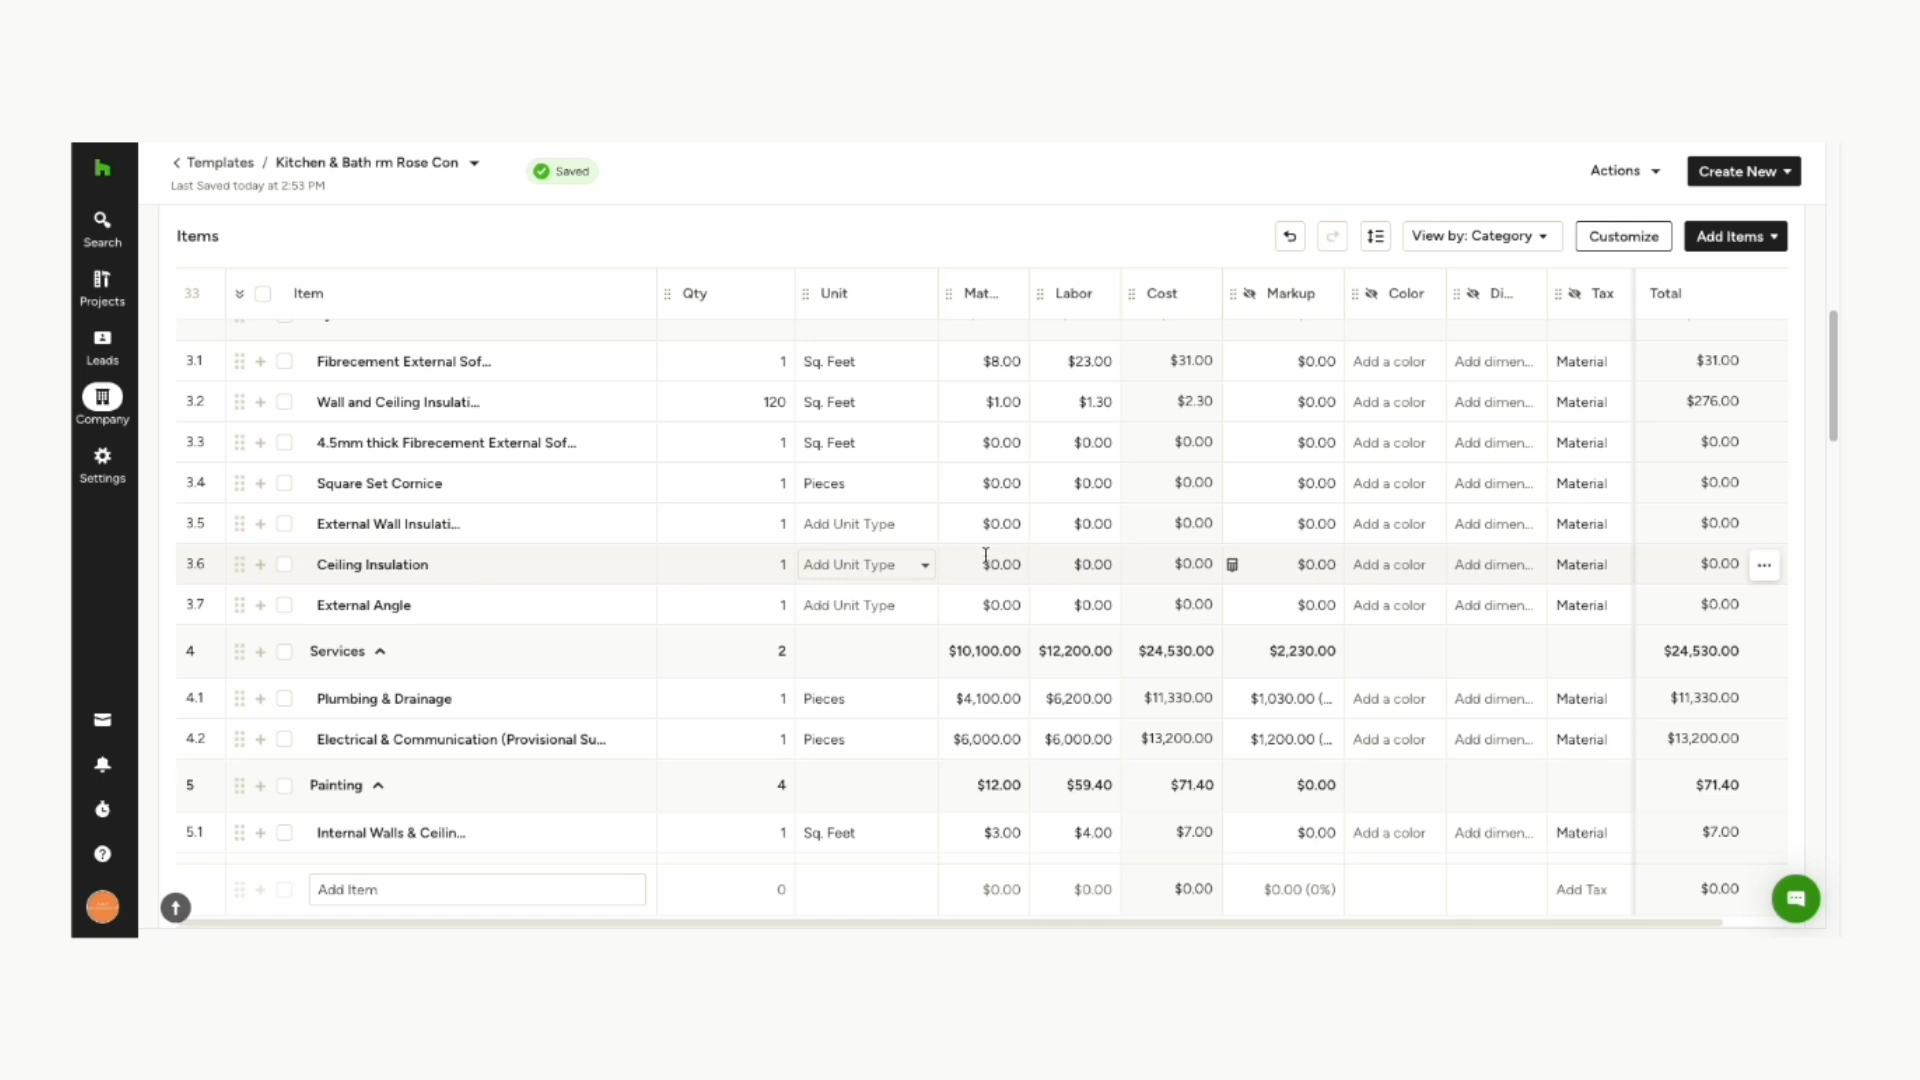 Templates / Kitchen & Bath rm Rose Con
Saved
Last Saved today at 2:53 PM
Actions
Create New
Search
Projects
Leads
Company
Settings
Items
View by: Category
Customize
Add Items
33 Item Qty Unit Mat... Labor Cost Markup Color Di... Tax Total
3.1 Fibrecement External Sof... 1 Sq. Feet $8.00 $23.00 $31.00 $0.00 Add a color Add dimen... Material $31.00
3.2 Wall and Ceiling Insulati... 120 Sq. Feet $1.00 $1.30 $2.30 $0.00 Add a color Add dimen... Material $276.00
3.3 4.5mm thick Fibrecement External Sof... 1 Sq. Feet $0.00 $0.00 $0.00 $0.00 Add a color Add dimen... Material $0.00
3.4 Square Set Cornice 1 Pieces $0.00 $0.00 $0.00 $0.00 Add a color Add dimen... Material $0.00
3.5 External Wall Insulati... 1 Add Unit Type $0.00 $0.00 $0.00 $0.00 Add a color Add dimen... Material $0.00
3.6 Ceiling Insulation 1 Add Unit Type $0.00 $0.00 $0.00 $0.00 Add a color Add dimen... Material $0.00
3.7 External Angle 1 Add Unit Type $0.00 $0.00 $0.00 $0.00 Add a color Add dimen... Material $0.00
4 Services 2 $10,100.00 $12,200.00 $24,530.00 $2,230.00 $24,530.00
4.1 Plumbing & Drainage 1 Pieces $4,100.00 $6,200.00 $11,330.00 $1,030.00 (... Add a color Add dimen... Material $11,330.00
4.2 Electrical & Communication (Provisional Su... 1 Pieces $6,000.00 $6,000.00 $13,200.00 $1,200.00 (... Add a color Add dimen... Material $13,200.00
5 Painting 4 $12.00 $59.40 $71.40 $0.00 $71.40
5.1 Internal Walls & Ceilin... 1 Sq. Feet $3.00 $4.00 $7.00 $0.00 Add a color Add dimen... Material $7.00
Add Item 0 $0.00 $0.00 $0.00 $0.00 (0%) Add Tax $0.00